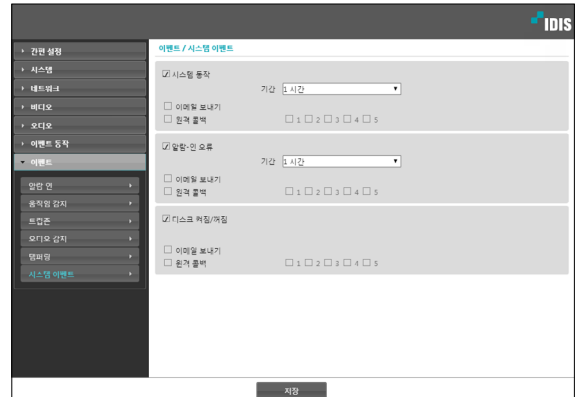 IDIS
간편 설정
시스템
네트워크
비디오
오디오
이벤트 동작
이벤트
알람 인
움직임 감지
트립존
오디오 감지
탬퍼링
시스템 이벤트
이벤트 / 시스템 이벤트
시스템 동작
기간 1 시간
이메일 보내기
원격 콜백 1 2 3 4 5
알람-인 오류
기간 1 시간
이메일 보내기
원격 콜백 1 2 3 4 5
디스크 켜짐/꺼짐
이메일 보내기
원격 콜백 1 2 3 4 5
저장